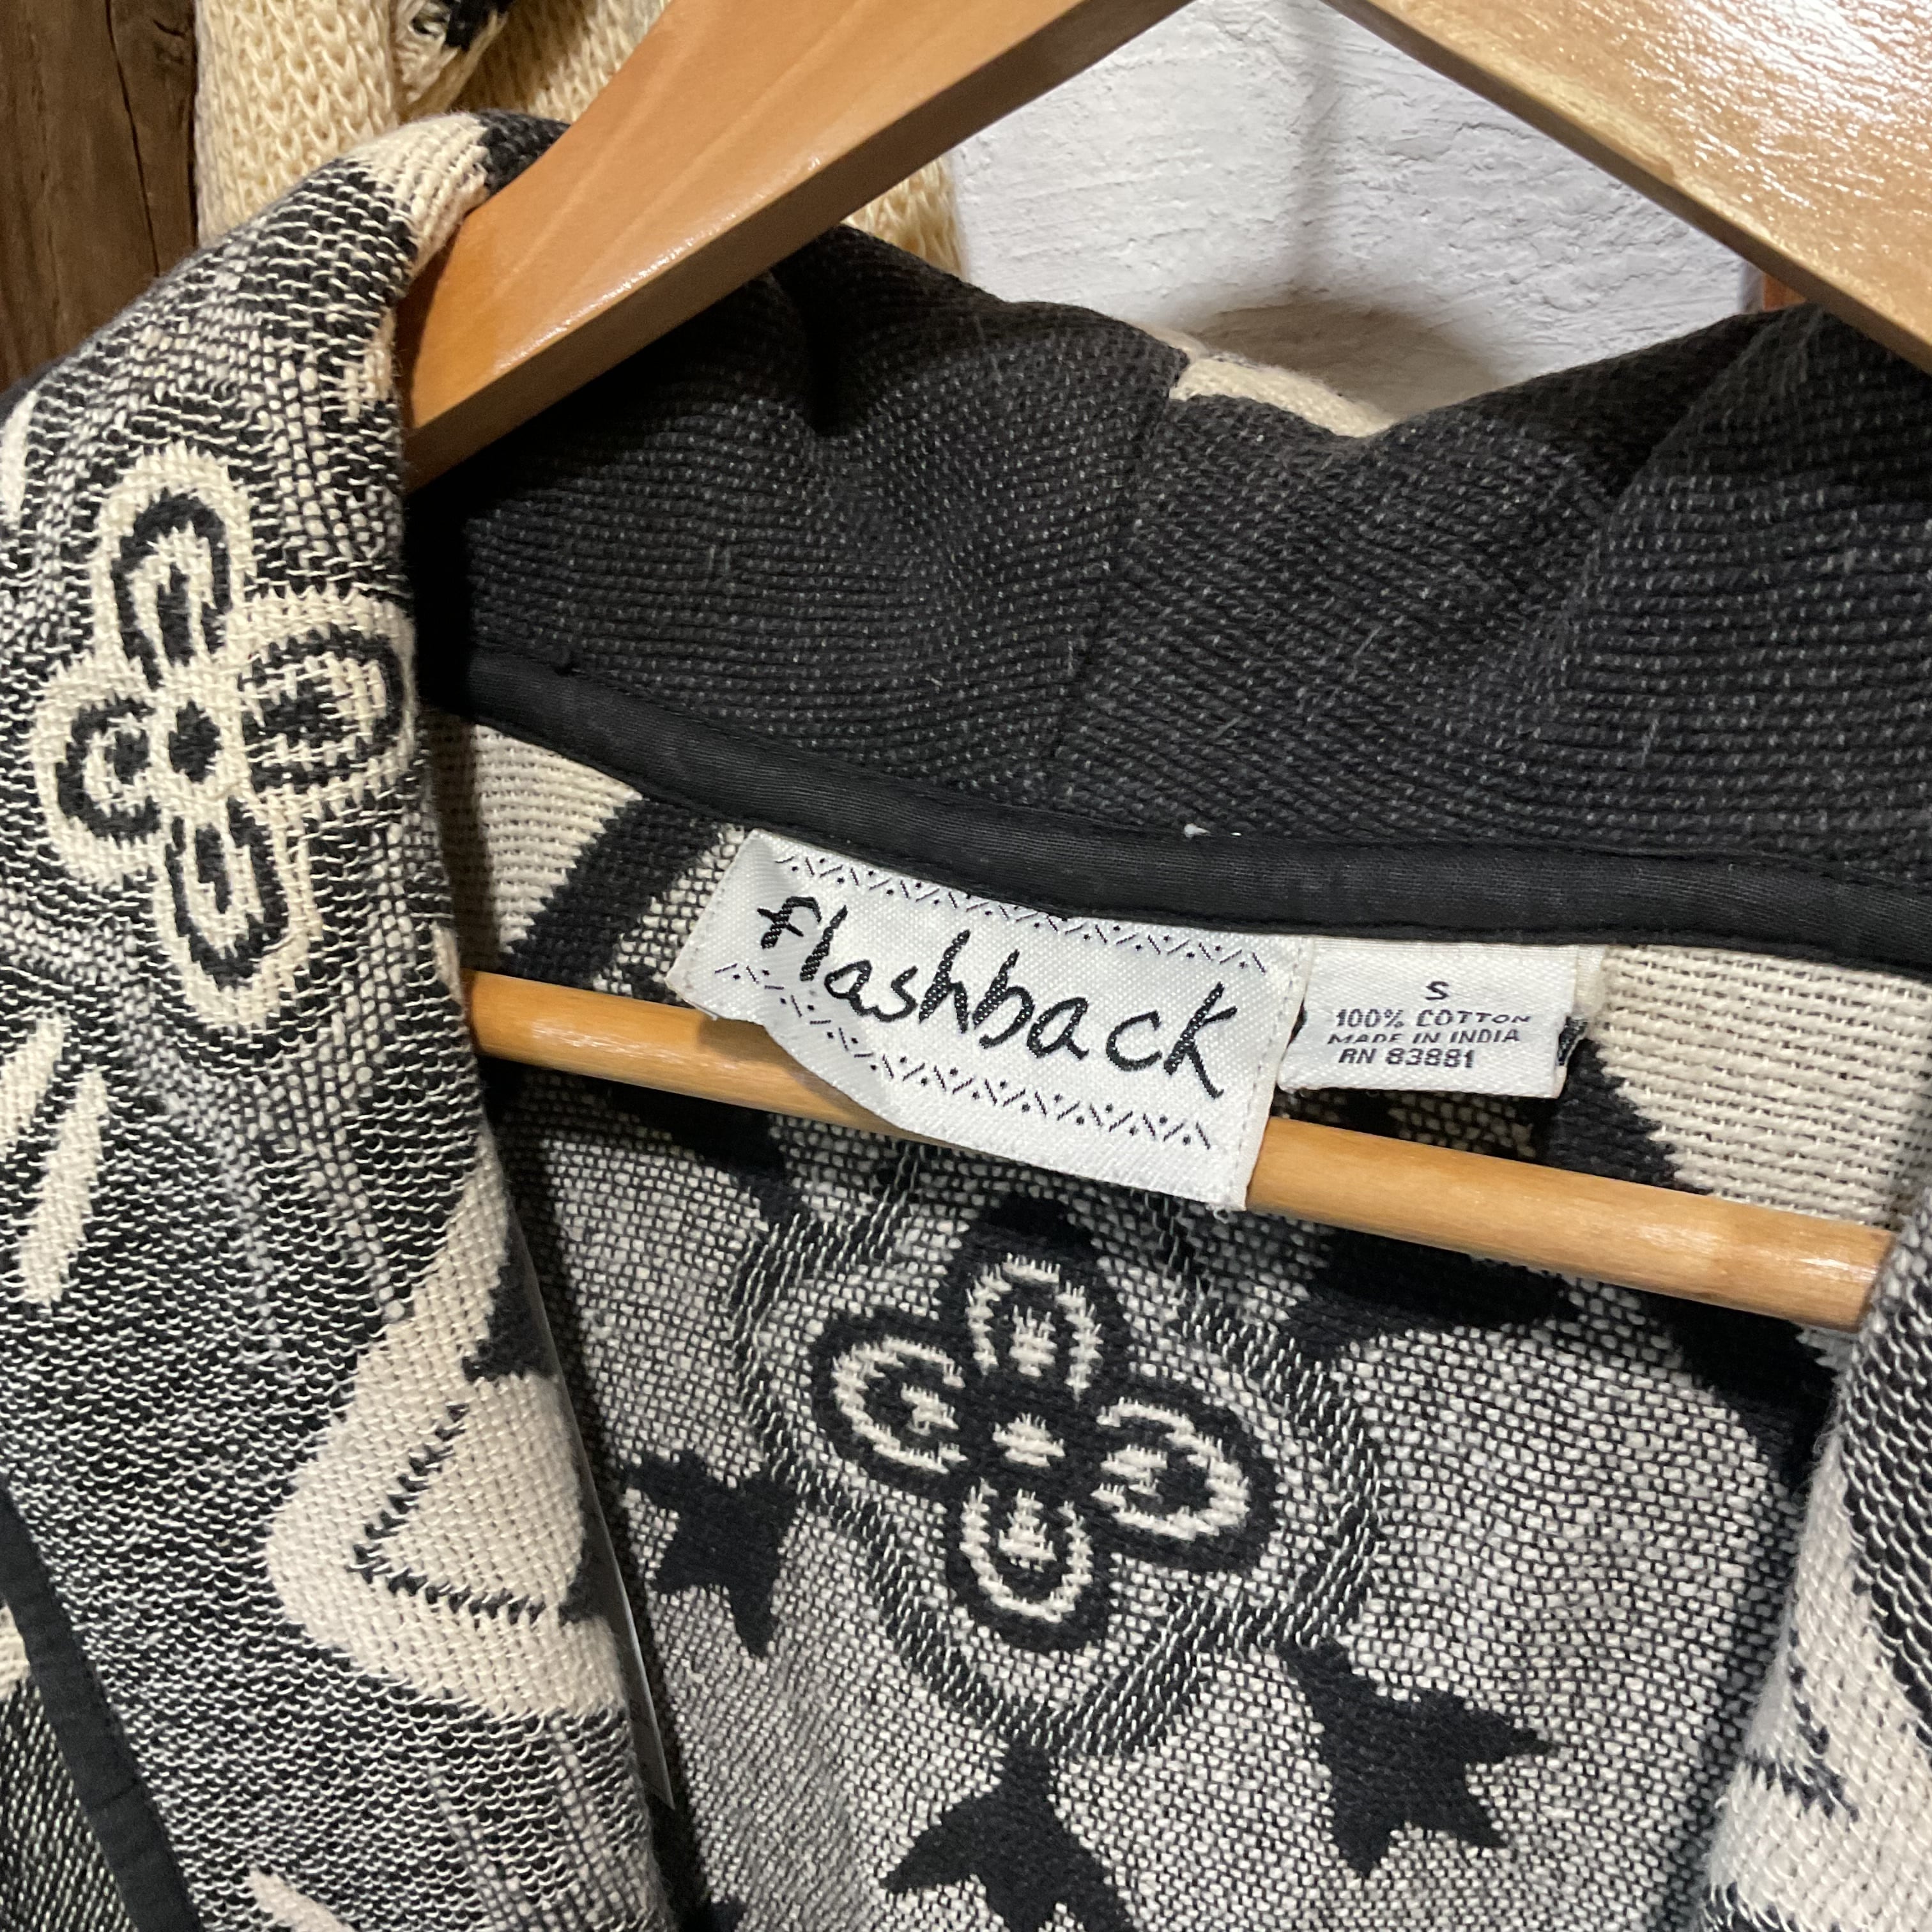 flashback
S
100% COTTON
MADE IN INDIA
RN 83881